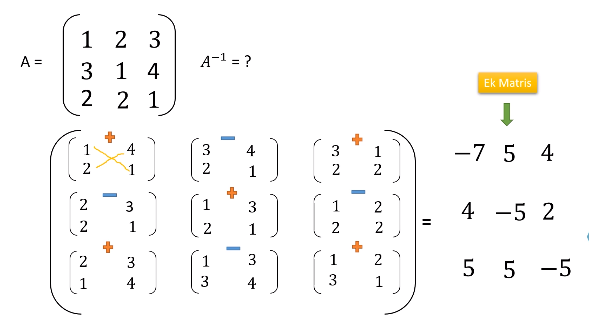 1 2 3
A = 3 1 4 A⁻¹ = ?
2 2 1
Ek Matris
+ − +
1 4 3 4 3 1
2 1 2 1 2 2
−7 5 4
− + −
2 3 1 3 1 2
2 1 2 1 2 2
= 4 −5 2
+ − +
2 3 1 3 1 2
1 4 3 4 3 1
5 5 −5